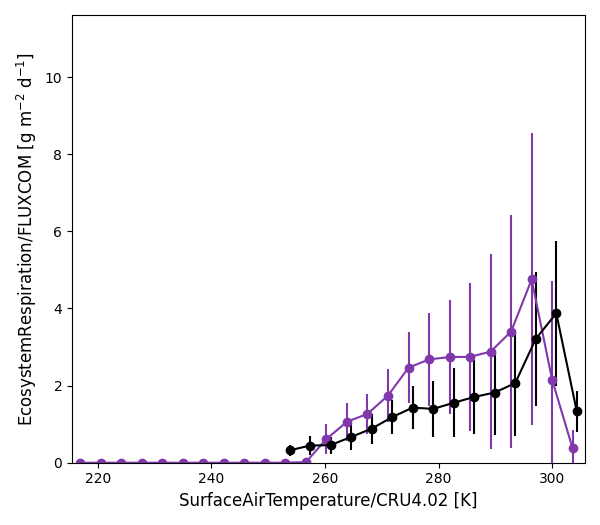 EcosystemRespiration/FLUXCOM [g m⁻² d⁻¹]
10
8
6
4
2
0
220 240 260 280 300
SurfaceAirTemperature/CRU4.02 [K]